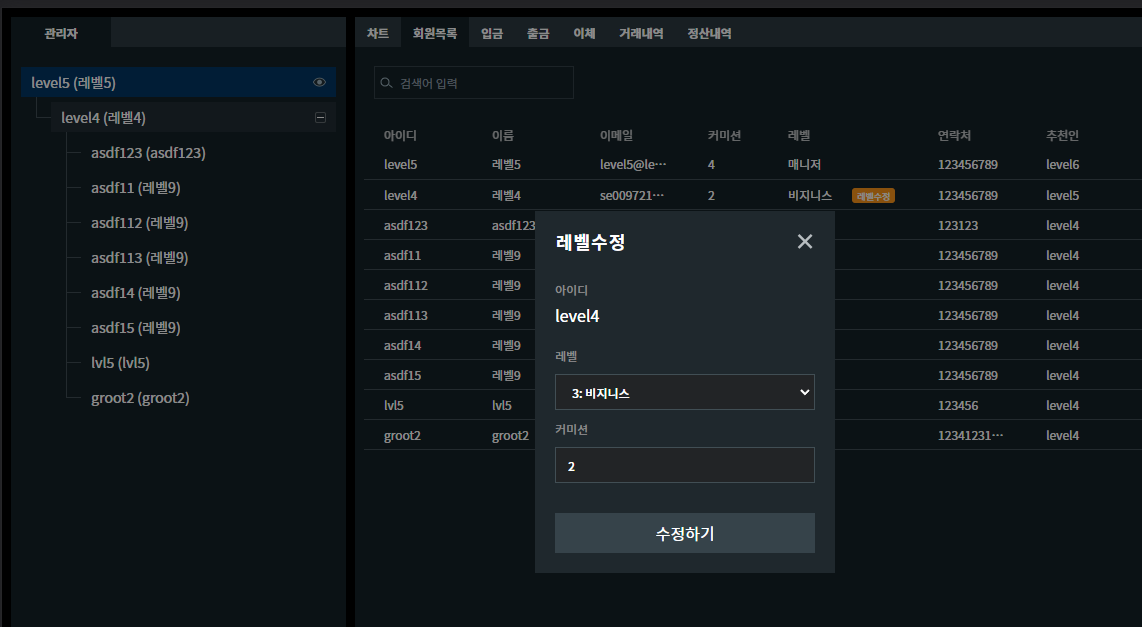 관리자
level5 (레벨5)
level4 (레벨4)
asdf123 (asdf123)
asdf11 (레벨9)
asdf112 (레벨9)
asdf113 (레벨9)
asdf14 (레벨9)
asdf15 (레벨9)
lvl5 (lvl5)
groot2 (groot2)
차트 회원목록 입금 출금 이체 거래내역 정산내역
검색어 입력
아이디 이름 이메일 커미션 레벨 연락처 추천인
level5 레벨5 level5@le··· 4 매니저 123456789 level6
level4 레벨4 se009721··· 2 비지니스 레벨수정 123456789 level5
asdf123 asdf123 123123 level4
asdf11 레벨9 123456789 level4
asdf112 레벨9 123456789 level4
asdf113 레벨9 123456789 level4
asdf14 레벨9 123456789 level4
asdf15 레벨9 123456789 level4
lvl5 lvl5 123456 level4
groot2 groot2 12341231··· level4
레벨수정
아이디
level4
레벨
3: 비지니스
커미션
2
수정하기